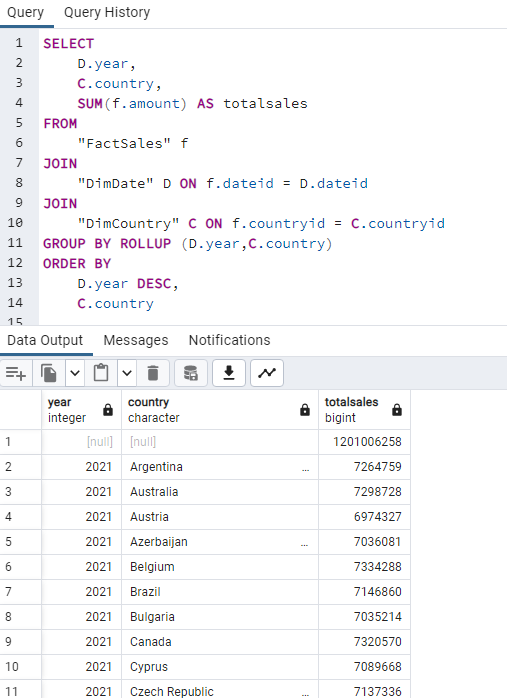 Query Query History
1 SELECT
2 D.year,
3 C.country,
4 SUM(f.amount) AS totalsales
5 FROM
6 "FactSales" f
7 JOIN
8 "DimDate" D ON f.dateid = D.dateid
9 JOIN
10 "DimCountry" C ON f.countryid = C.countryid
11 GROUP BY ROLLUP (D.year,C.country)
12 ORDER BY
13 D.year DESC,
14 C.country
15
Data Output Messages Notifications
year country totalsales
integer character bigint
1 [null] [null] 1201006258
2 2021 Argentina ... 7264759
3 2021 Australia 7298728
4 2021 Austria 6974327
5 2021 Azerbaijan ... 7036081
6 2021 Belgium 7334288
7 2021 Brazil 7146860
8 2021 Bulgaria 7035214
9 2021 Canada 7320570
10 2021 Cyprus 7089668
11 2021 Czech Republic ... 7137336